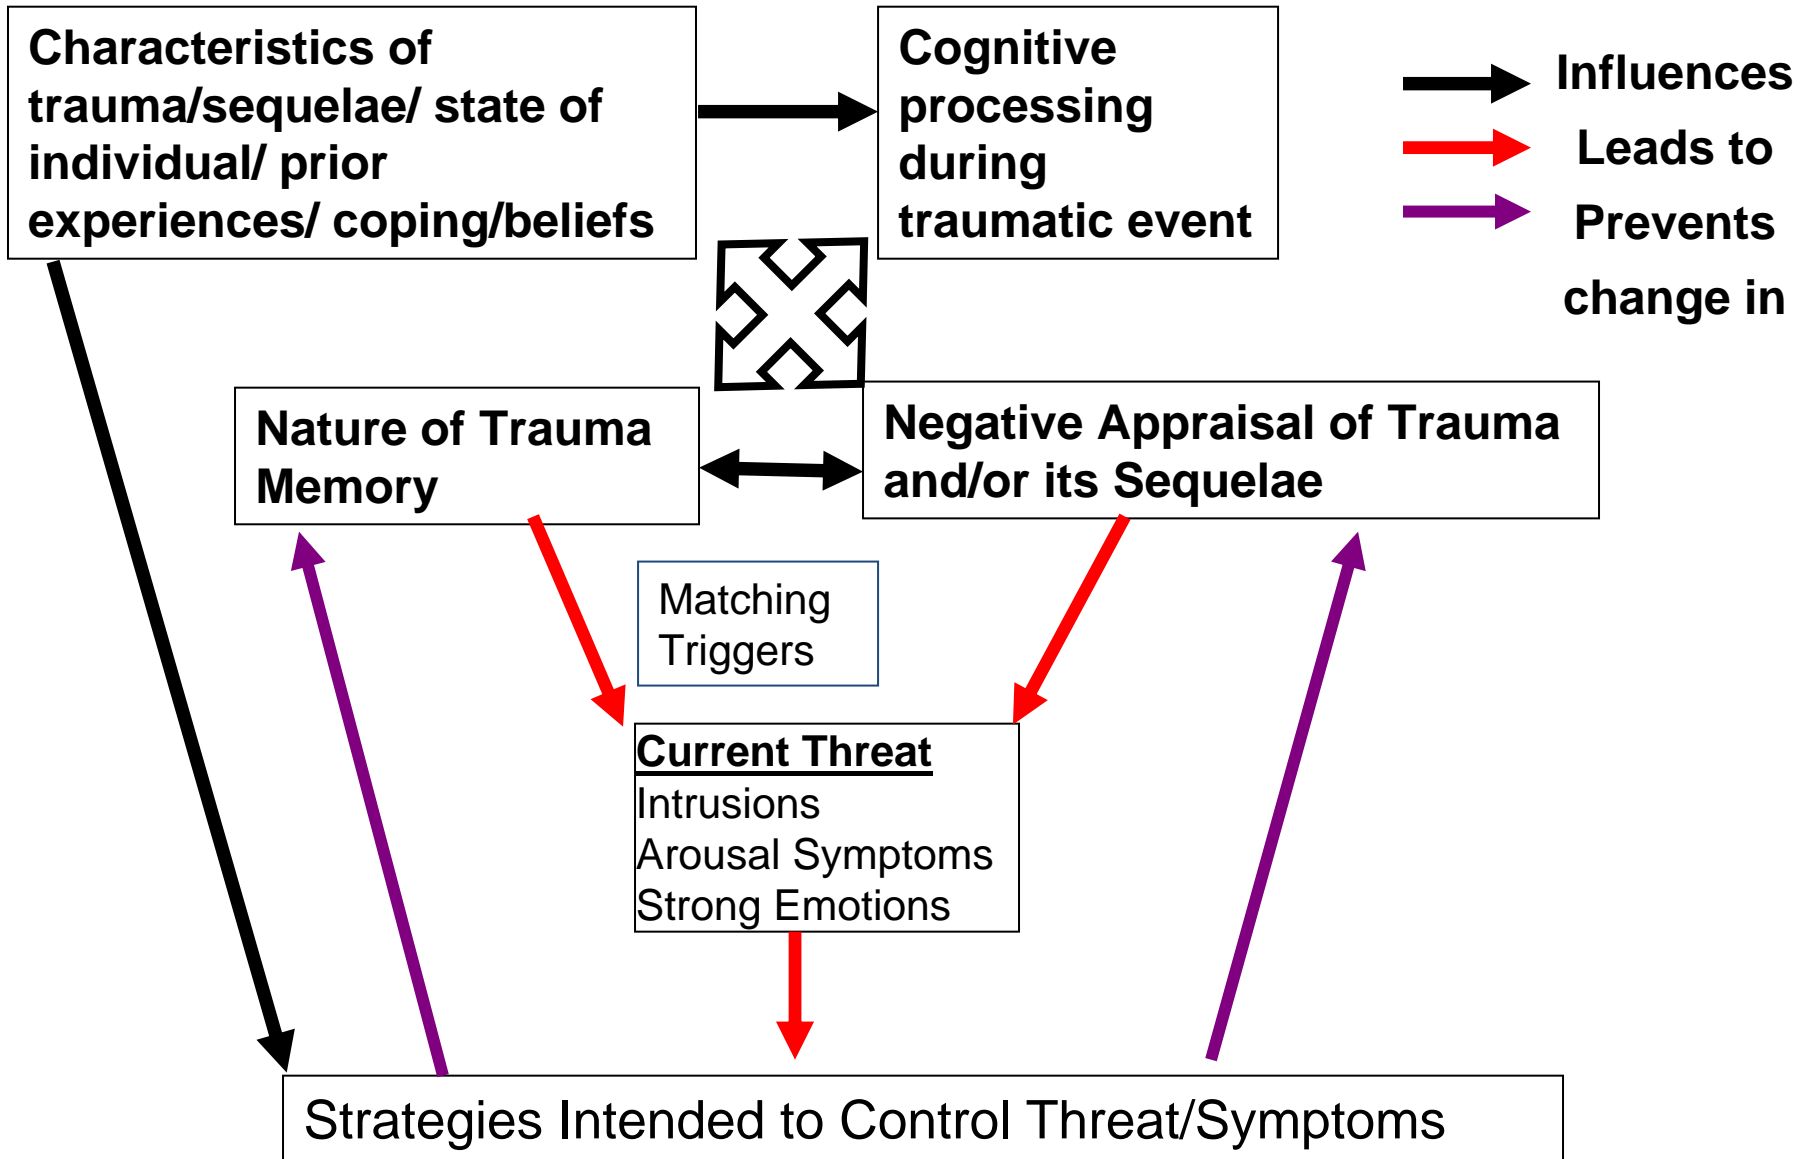 Characteristics of
trauma/sequelae/ state of
individual/ prior
experiences/ coping/beliefs
Cognitive
processing
during
traumatic event
Influences
Leads to
Prevents
change in
Nature of Trauma
Memory
Negative Appraisal of Trauma
and/or its Sequelae
Matching
Triggers
Current Threat
Intrusions
Arousal Symptoms
Strong Emotions
Strategies Intended to Control Threat/Symptoms